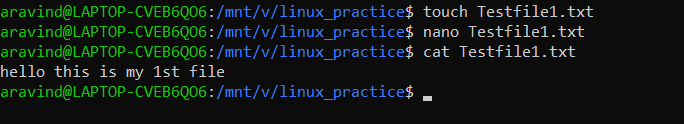 aravind@LAPTOP-CVEB6QO6:/mnt/v/linux_practice$ touch Testfile1.txt
aravind@LAPTOP-CVEB6QO6:/mnt/v/linux_practice$ nano Testfile1.txt
aravind@LAPTOP-CVEB6QO6:/mnt/v/linux_practice$ cat Testfile1.txt
hello this is my 1st file
aravind@LAPTOP-CVEB6QO6:/mnt/v/linux_practice$